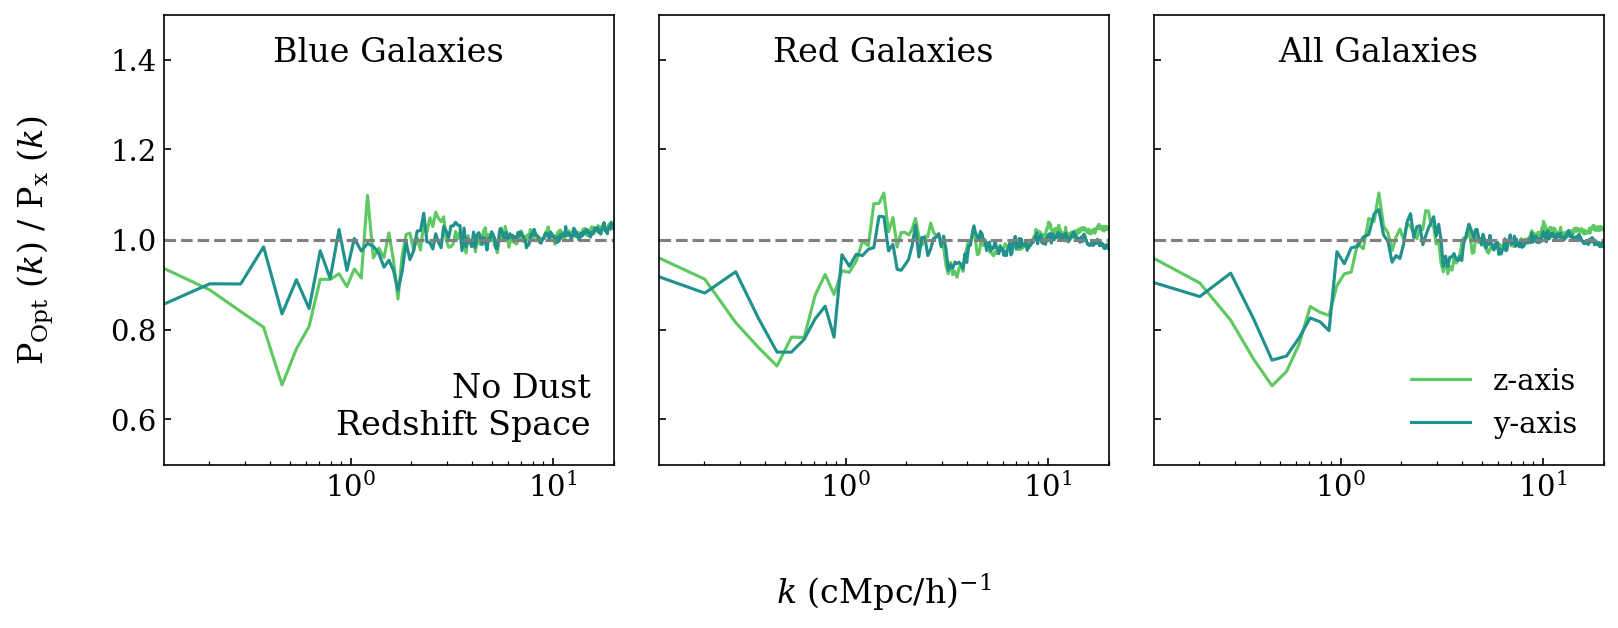 Blue Galaxies
Red Galaxies
All Galaxies
P_Opt (k) / P_x (k)
1.4
1.2
1.0
0.8
0.6
No Dust
Redshift Space
z-axis
y-axis
10^0
10^1
10^0
10^1
10^0
10^1
k (cMpc/h)^−1